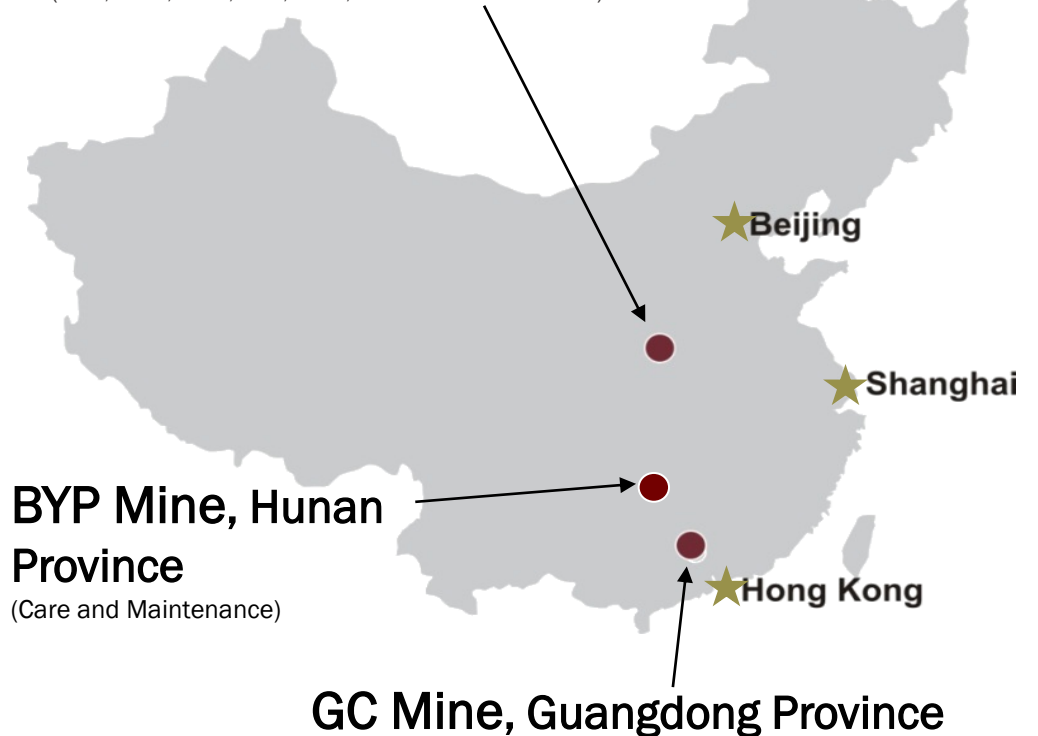 Beijing
Shanghai
BYP Mine, Hunan
Province
(Care and Maintenance)
Hong Kong
GC Mine, Guangdong Province